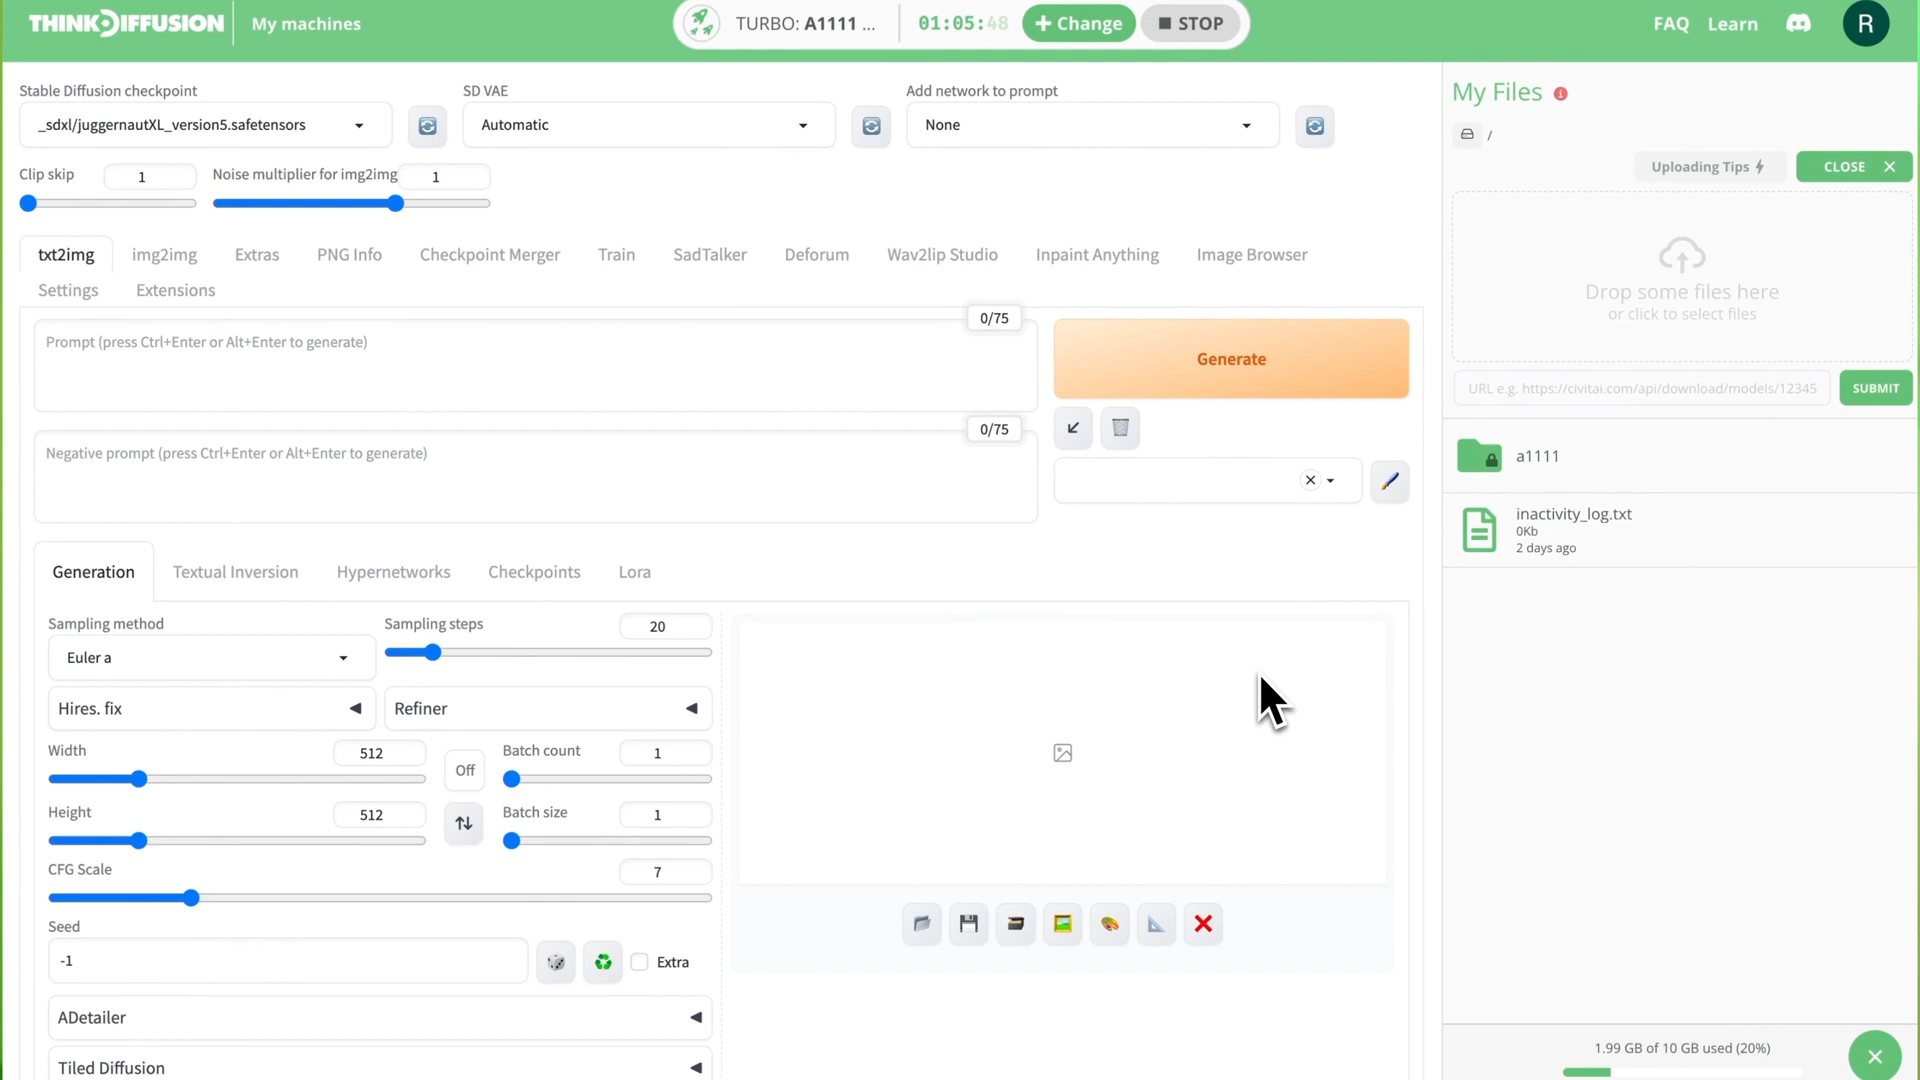 THINKDIFFUSION
My machines
TURBO: A1111 ...
01:05:48
+ Change
STOP
FAQ
Learn
R
Stable Diffusion checkpoint
_sdxl/juggernautXL_version5.safetensors
SD VAE
Automatic
Add network to prompt
None
Clip skip
1
Noise multiplier for img2img
1
txt2img
img2img
Extras
PNG Info
Checkpoint Merger
Train
SadTalker
Deforum
Wav2lip Studio
Inpaint Anything
Image Browser
Settings
Extensions
0/75
Prompt (press Ctrl+Enter or Alt+Enter to generate)
Generate
0/75
Negative prompt (press Ctrl+Enter or Alt+Enter to generate)
Generation
Textual Inversion
Hypernetworks
Checkpoints
Lora
Sampling method
Euler a
Sampling steps
20
Hires. fix
Refiner
Width
512
Off
Batch count
1
Height
512
Batch size
1
CFG Scale
7
Seed
-1
Extra
ADetailer
Tiled Diffusion
My Files
/
Uploading Tips
CLOSE
Drop some files here
or click to select files
URL e.g. https://civitai.com/api/download/models/12345
SUBMIT
a1111
inactivity_log.txt
0Kb
2 days ago
1.99 GB of 10 GB used (20%)